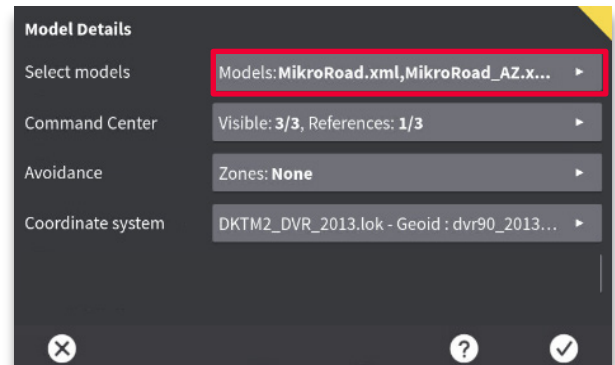 Model Details
Select models
Models:MikroRoad.xml,MikroRoad_AZ.x...
Command Center
Visible: 3/3, References: 1/3
Avoidance
Zones: None
Coordinate system
DKTM2_DVR_2013.lok - Geoid : dvr90_2013...
?